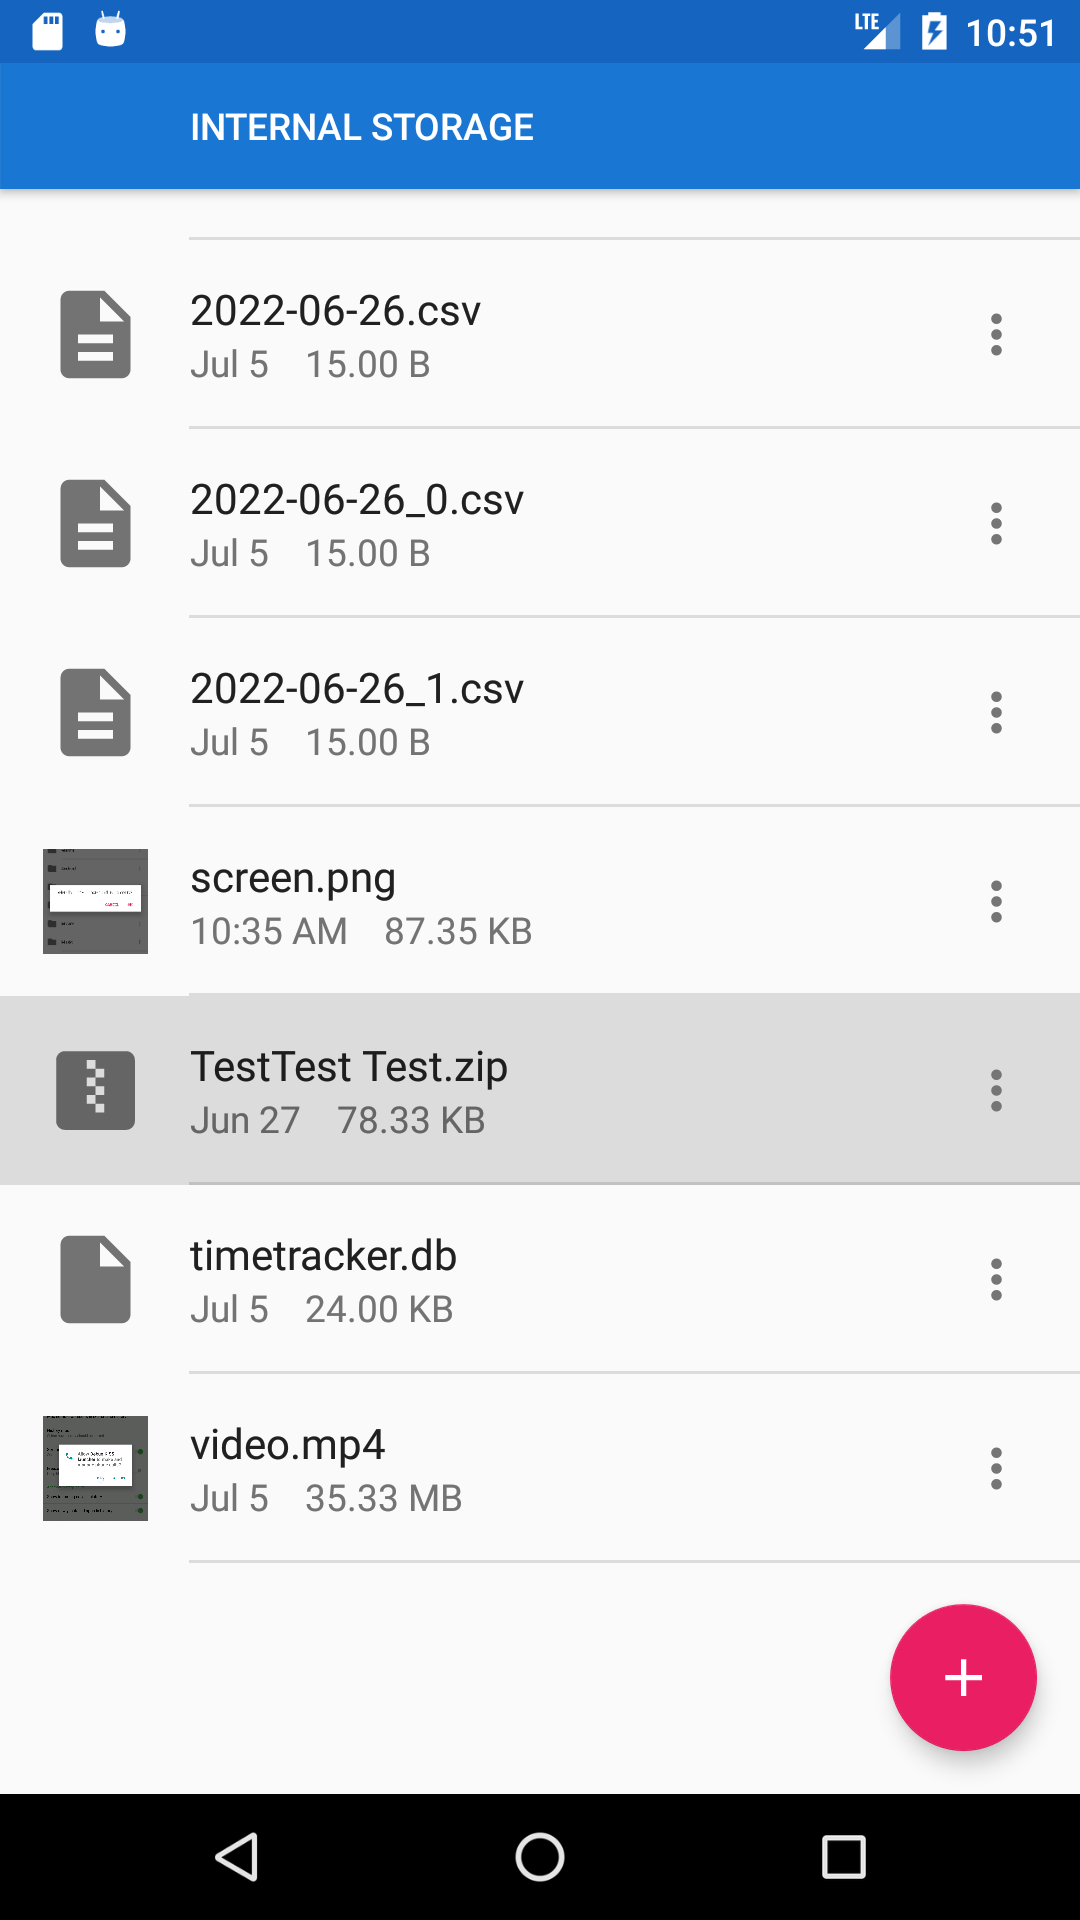 LTE 10:51
INTERNAL STORAGE
2022-06-26.csv
Jul 5 15.00 B
2022-06-26_0.csv
Jul 5 15.00 B
2022-06-26_1.csv
Jul 5 15.00 B
screen.png
10:35 AM 87.35 KB
TestTest Test.zip
Jun 27 78.33 KB
timetracker.db
Jul 5 24.00 KB
video.mp4
Jul 5 35.33 MB